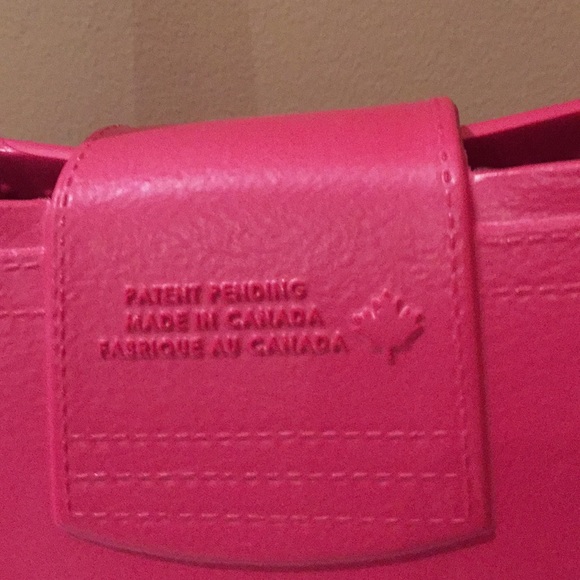 PATENT PENDING
MADE IN CANADA
FABRIQUE AU CANADA